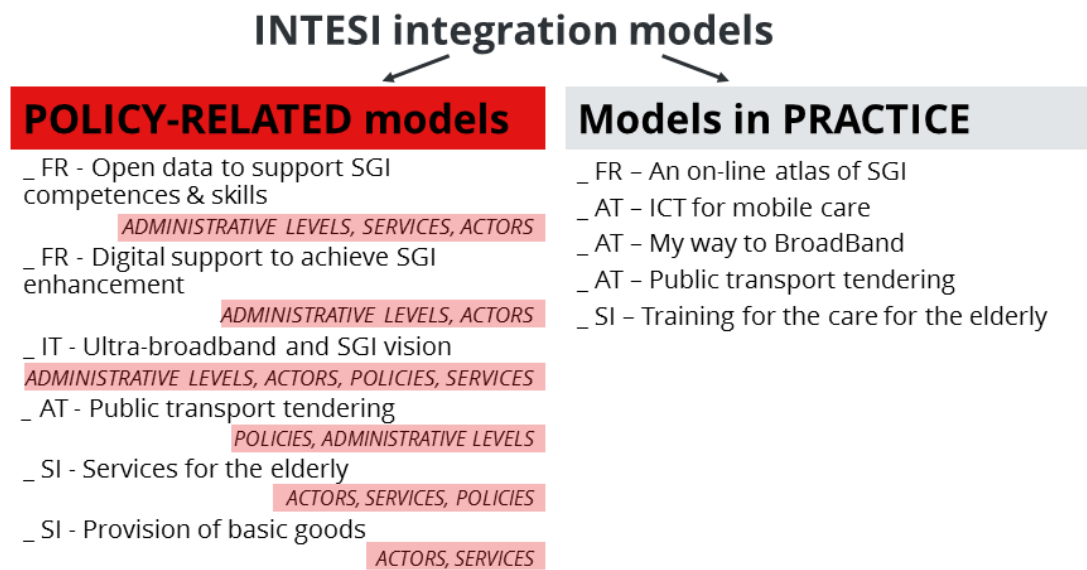 INTESI integration models
POLICY-RELATED models
_ FR - Open data to support SGI
competences & skills
ADMINISTRATIVE LEVELS, SERVICES, ACTORS
_ FR - Digital support to achieve SGI
enhancement
ADMINISTRATIVE LEVELS, ACTORS
_ IT - Ultra-broadband and SGI vision
ADMINISTRATIVE LEVELS, ACTORS, POLICIES, SERVICES
_ AT - Public transport tendering
POLICIES, ADMINISTRATIVE LEVELS
_ SI - Services for the elderly
ACTORS, SERVICES, POLICIES
_ SI - Provision of basic goods
ACTORS, SERVICES
Models in PRACTICE
_ FR – An on-line atlas of SGI
_ AT – ICT for mobile care
_ AT – My way to BroadBand
_ AT – Public transport tendering
_ SI – Training for the care for the elderly